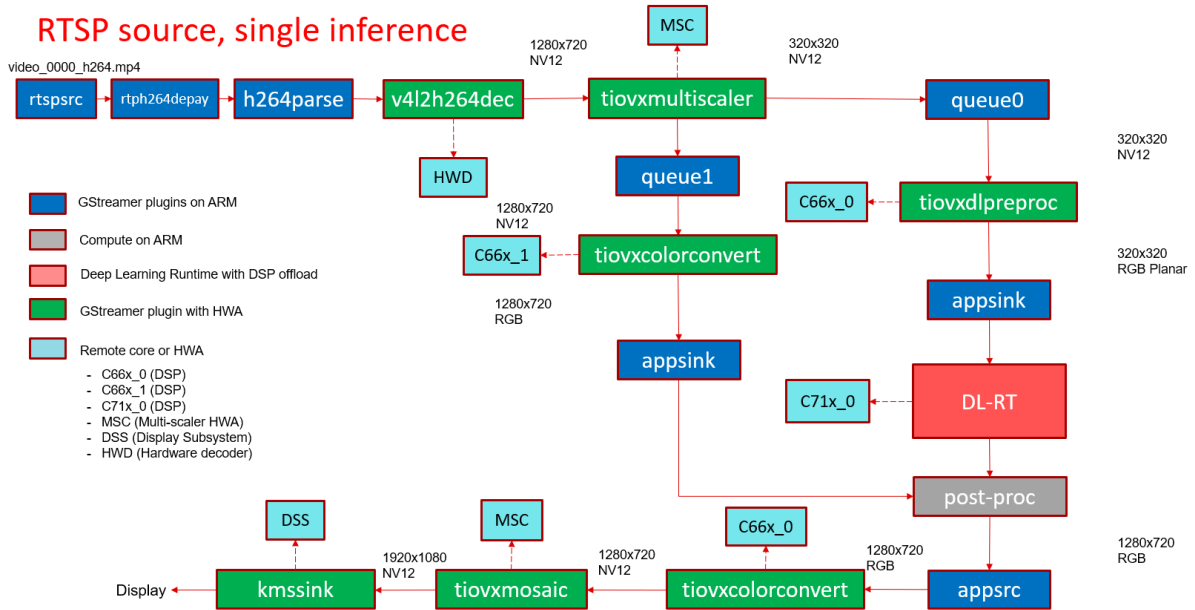 RTSP source, single inference
video_0000_h264.mp4
rtspsrc
rtph264depay
h264parse
v4l2h264dec
HWD
1280x720
NV12
MSC
tiovxmultiscaler
320x320
NV12
queue0
320x320
NV12
queue1
C66x_0
tiovxdlpreproc
1280x720
NV12
C66x_1
tiovxcolorconvert
320x320
RGB Planar
1280x720
RGB
appsink
appsink
C71x_0
DL-RT
post-proc
GStreamer plugins on ARM
Compute on ARM
Deep Learning Runtime with DSP offload
GStreamer plugin with HWA
Remote core or HWA
- C66x_0 (DSP)
- C66x_1 (DSP)
- C71x_0 (DSP)
- MSC (Multi-scaler HWA)
- DSS (Display Subsystem)
- HWD (Hardware decoder)
DSS
MSC
C66x_0
1280x720
RGB
Display
kmssink
1920x1080
NV12
tiovxmosaic
1280x720
NV12
tiovxcolorconvert
1280x720
RGB
appsrc